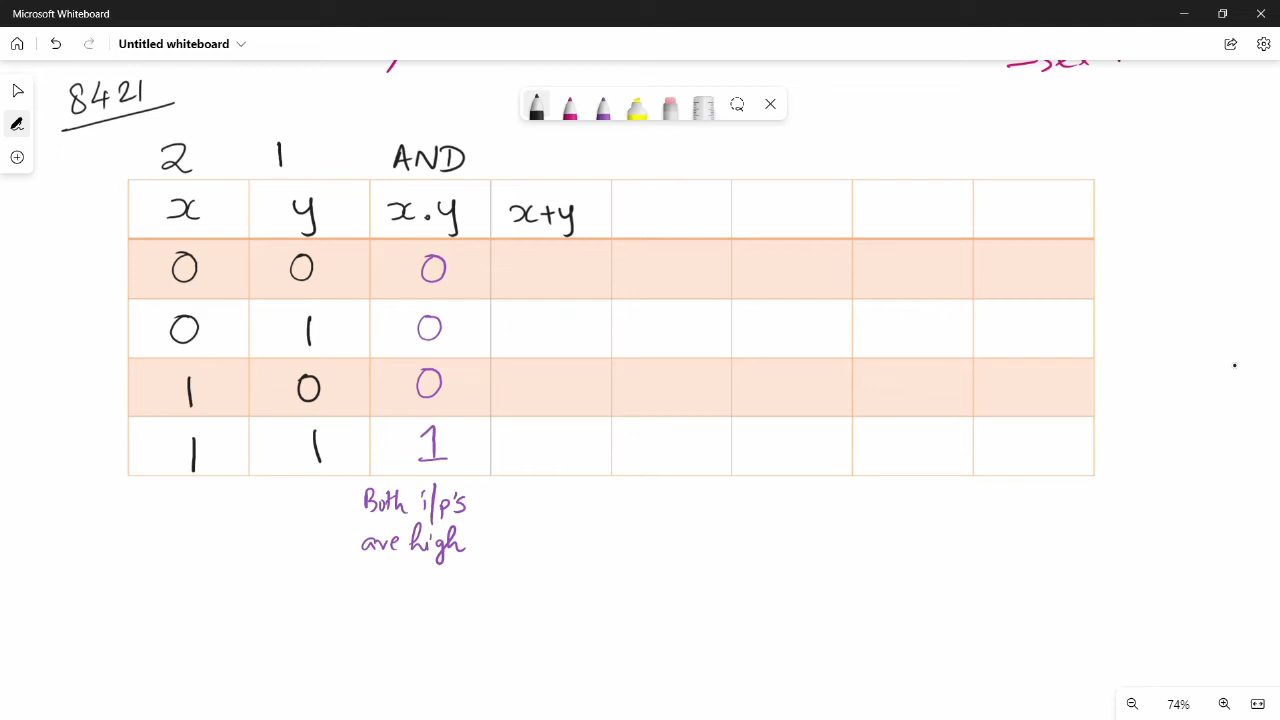 Microsoft Whiteboard
Untitled whiteboard
8421
2 1 AND
x y x.y x+y
0 0 0
0 1 0
1 0 0
1 1 1
Both i/p's
are high
74%